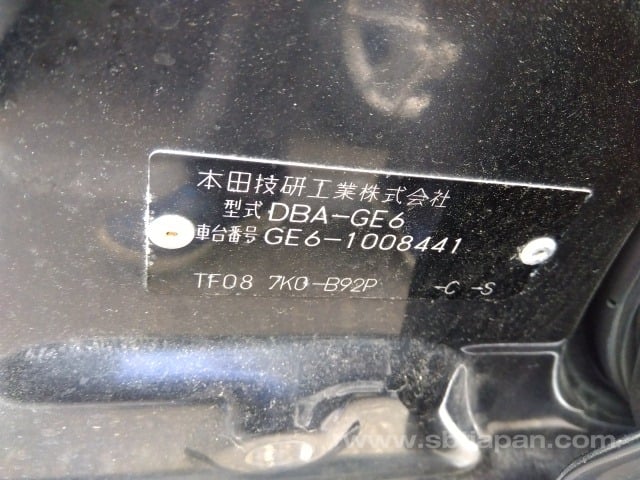 本田技研工業株式会社
型式 DBA-GE6
車台番号 GE6-1008441
TF08 7K0-B92P -C -S
www.sbtjapan.com